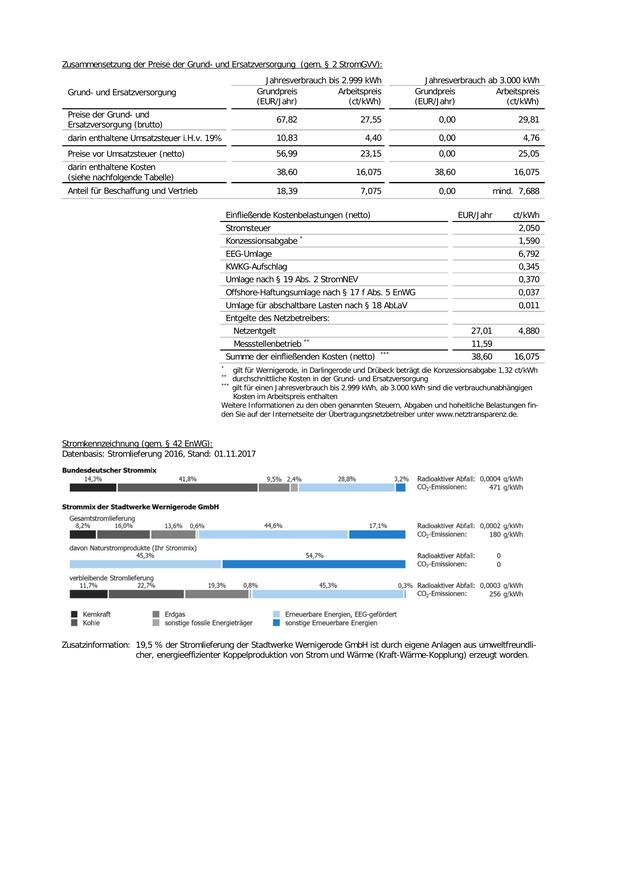 Zusammensetzung der Preise der Grund- und Ersatzversorgung (gem. § 2 StromGVV):
Jahresverbrauch bis 2.999 kWh Jahresverbrauch ab 3.000 kWh
Grund- und Ersatzversorgung Grundpreis (EUR/Jahr) Arbeitspreis (ct/kWh) Grundpreis (EUR/Jahr) Arbeitspreis (ct/kWh)
Preise der Grund- und
Ersatzversorgung (brutto) 67,82 27,55 0,00 29,81
darin enthaltene Umsatzsteuer i.H.v. 19% 10,83 4,40 0,00 4,76
Preise vor Umsatzsteuer (netto) 56,99 23,15 0,00 25,05
darin enthaltene Kosten
(siehe nachfolgende Tabelle) 38,60 16,075 38,60 16,075
Anteil für Beschaffung und Vertrieb 18,39 7,075 0,00 mind. 7,688
Einfließende Kostenbelastungen (netto) EUR/Jahr ct/kWh
Stromsteuer 2,050
Konzessionsabgabe * 1,590
EEG-Umlage 6,792
KWKG-Aufschlag 0,345
Umlage nach § 19 Abs. 2 StromNEV 0,370
Offshore-Haftungsumlage nach § 17 f Abs. 5 EnWG 0,037
Umlage für abschaltbare Lasten nach § 18 AbLaV 0,011
Entgelte des Netzbetreibers:
Netzentgelt 27,01 4,880
Messstellenbetrieb ** 11,59
Summe der einfließenden Kosten (netto) *** 38,60 16,075
* gilt für Wernigerode, in Darlingerode und Drübeck beträgt die Konzessionsabgabe 1,32 ct/kWh
** durchschnittliche Kosten in der Grund- und Ersatzversorgung
*** gilt für einen Jahresverbrauch bis 2.999 kWh, ab 3.000 kWh sind die verbrauchunabhängigen
Kosten im Arbeitspreis enthalten
Weitere Informationen zu den oben genannten Steuern, Abgaben und hoheitliche Belastungen fin-
den Sie auf der Internetseite der Übertragungsnetzbetreiber unter www.netztransparenz.de.
Stromkennzeichnung (gem. § 42 EnWG):
Datenbasis: Stromlieferung 2016, Stand: 01.11.2017
Bundesdeutscher Strommix
14,3% 41,8% 9,5% 2,4% 28,8% 3,2% Radioaktiver Abfall: 0,0004 g/kWh
CO2-Emissionen: 471 g/kWh
Strommix der Stadtwerke Wernigerode GmbH
Gesamtstromlieferung
8,2% 16,0% 13,6% 0,6% 44,6% 17,1% Radioaktiver Abfall: 0,0002 g/kWh
CO2-Emissionen: 180 g/kWh
davon Naturstromprodukte (Ihr Strommix)
45,3% 54,7% Radioaktiver Abfall: 0
CO2-Emissionen: 0
verbleibende Stromlieferung
11,7% 22,7% 19,3% 0,8% 45,3% 0,3% Radioaktiver Abfall: 0,0003 g/kWh
CO2-Emissionen: 256 g/kWh
Kernkraft Erdgas Erneuerbare Energien, EEG-gefördert
Kohle sonstige fossile Energieträger sonstige Erneuerbare Energien
Zusatzinformation: 19,5 % der Stromlieferung der Stadtwerke Wernigerode GmbH ist durch eigene Anlagen aus umweltfreundli-
cher, energieeffizienter Koppelproduktion von Strom und Wärme (Kraft-Wärme-Kopplung) erzeugt worden.